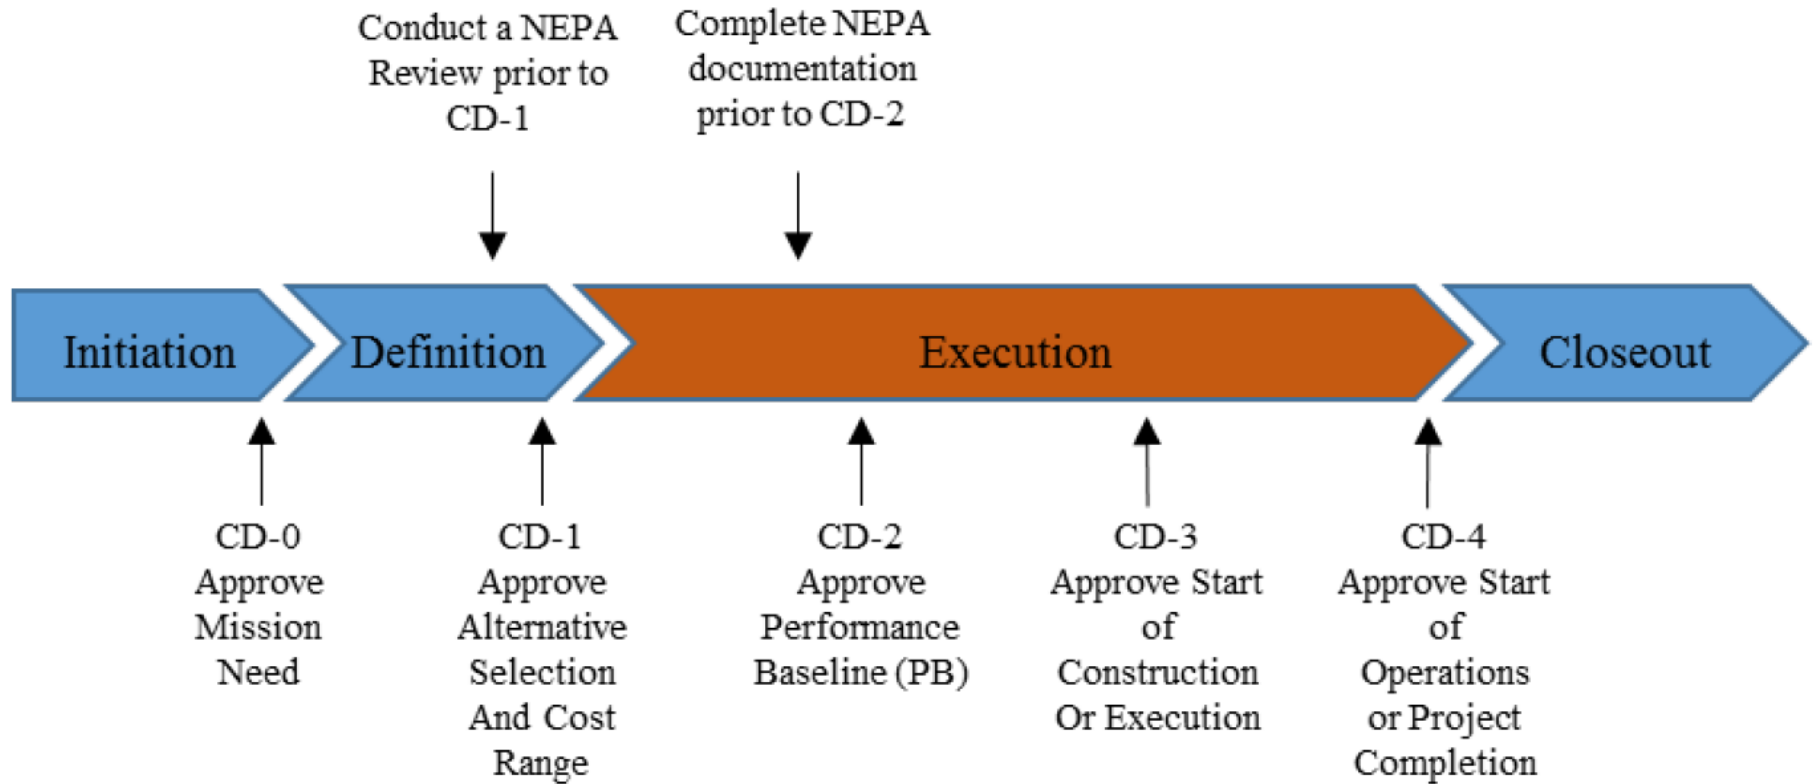 Conduct a NEPA
Review prior to
CD-1
Complete NEPA
documentation
prior to CD-2
Initiation
Definition
Execution
Closeout
CD-0
Approve
Mission
Need
CD-1
Approve
Alternative
Selection
And Cost
Range
CD-2
Approve
Performance
Baseline (PB)
CD-3
Approve Start
of
Construction
Or Execution
CD-4
Approve Start
of
Operations
or Project
Completion